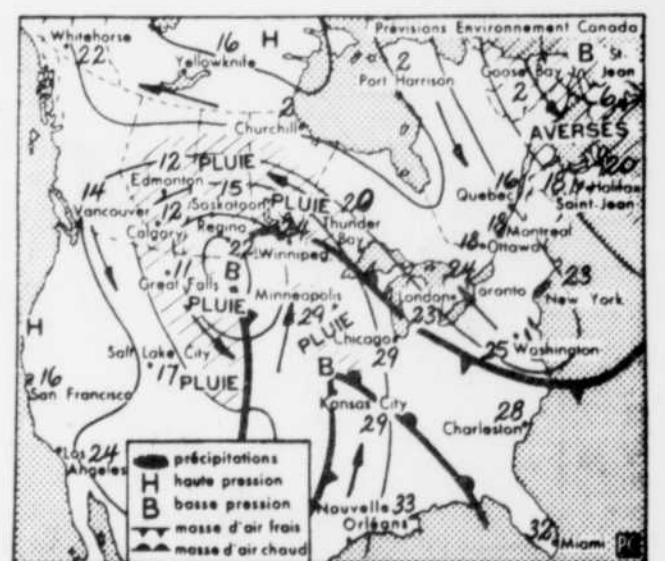 Prévisions Environnement Canada
Whitehorse
22
16
H
Yellowknife
2
Port Harrison
Goose Bay
B
St-Jean
2
6
2
Churchill
AVERSES
12
PLUIE
20
Edmonton
15
PLUIE
Saskatoon
20
Quebec
16
18
Halifax
14
Vancouver
12
Calgary
Regina
24
Thunder Bay
Saint-Jean
22
Winnipeg
18
Montreal
18
Ottawa
11
Great Falls
B
Minneapolis
London
24
Toronto
23
New York
PLUIE
29
PLUIE
23
H
Salt Lake City
17
Chicago
25
Washington
16
San Francisco
PLUIE
B
29
Kansas City
28
Charleston
29
Los Angeles
24
précipitations
H haute pression
B basse pression
masse d'air frais
masse d'air chaud
Nouvelle Orléans
33
32
Miami
PC